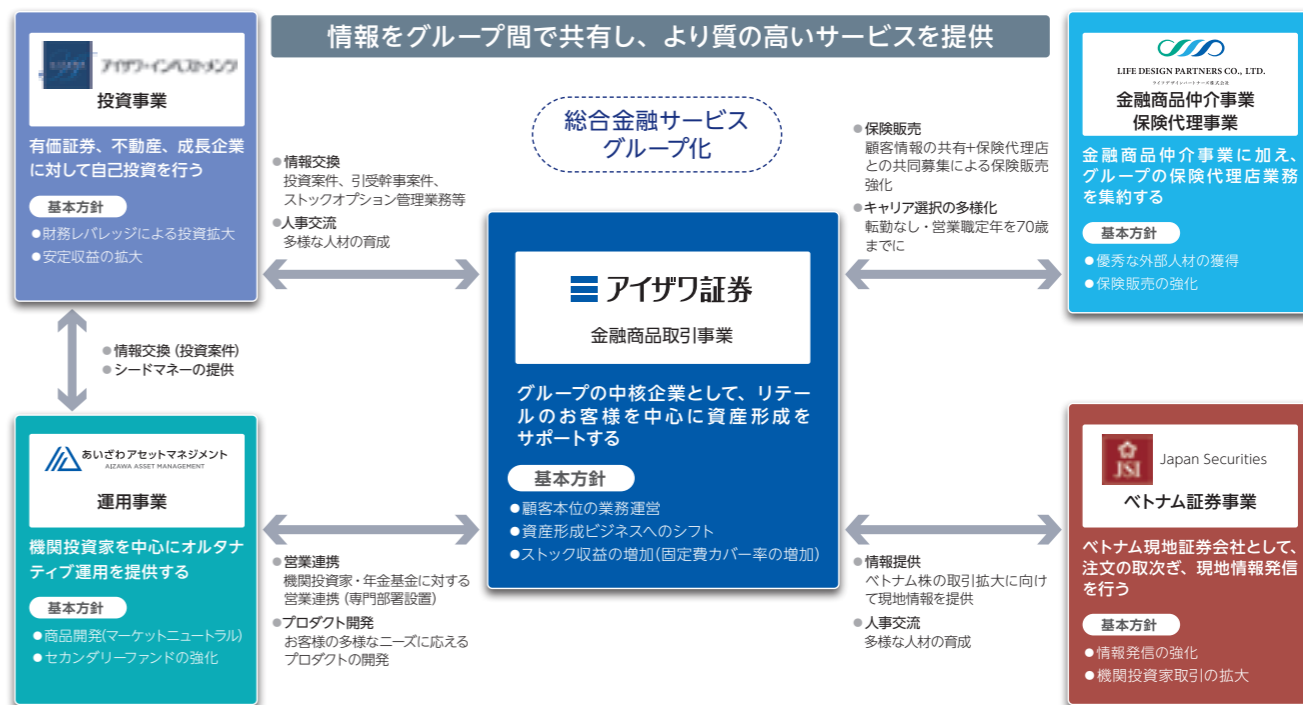 情報をグループ間で共有し、より質の高いサービスを提供
アイザワ・インベストメンツ
投資事業
有価証券、不動産、成長企業
に対して自己投資を行う
基本方針
●財務レバレッジによる投資拡大
●安定収益の拡大
●情報交換
投資案件、引受幹事案件、
ストックオプション管理業務等
●人事交流
多様な人材の育成
総合金融サービス
グループ化
●保険販売
顧客情報の共有+保険代理店
との共同募集による保険販売
強化
●キャリア選択の多様化
転勤なし・営業職定年を70歳
までに
LIFE DESIGN PARTNERS CO., LTD.
ライフデザインパートナーズ株式会社
金融商品仲介事業
保険代理事業
金融商品仲介事業に加え、
グループの保険代理店業務
を集約する
基本方針
●優秀な外部人材の獲得
●保険販売の強化
アイザワ証券
金融商品取引事業
グループの中核企業として、リテー
ルのお客様を中心に資産形成を
サポートする
基本方針
●顧客本位の業務運営
●資産形成ビジネスへのシフト
●ストック収益の増加(固定費カバー率の増加)
●情報交換(投資案件)
●シードマネーの提供
あいざわアセットマネジメント
AIZAWA ASSET MANAGEMENT
運用事業
機関投資家を中心にオルタナ
ティブ運用を提供する
基本方針
●商品開発(マーケットニュートラル)
●セカンダリーファンドの強化
●営業連携
機関投資家・年金基金に対する
営業連携(専門部署設置)
●プロダクト開発
お客様の多様なニーズに応える
プロダクトの開発
●情報提供
ベトナム株の取引拡大に向け
て現地情報を提供
●人事交流
多様な人材の育成
JSI
Japan Securities
ベトナム証券事業
ベトナム現地証券会社として、
注文の取次ぎ、現地情報発信
を行う
基本方針
●情報発信の強化
●機関投資家取引の拡大